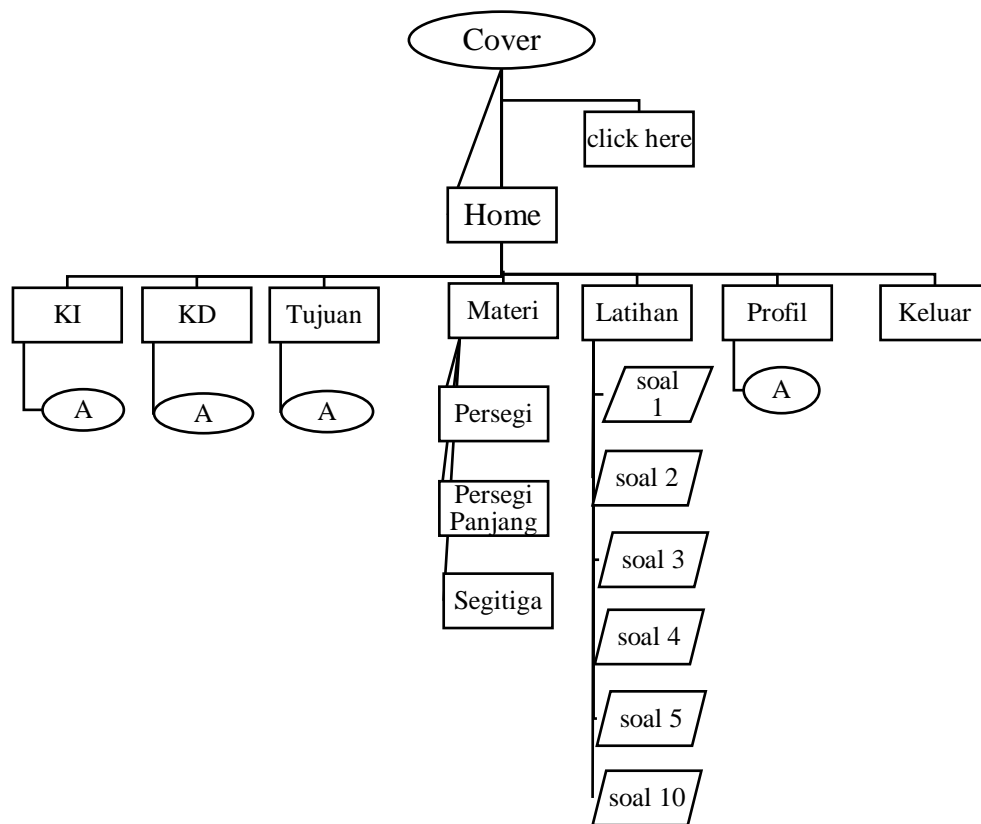 Cover
click here
Home
KI
KD
Tujuan
Materi
Latihan
Profil
Keluar
A
A
A
Persegi
Persegi
Panjang
Segitiga
soal
1
soal 2
soal 3
soal 4
soal 5
soal 10
A